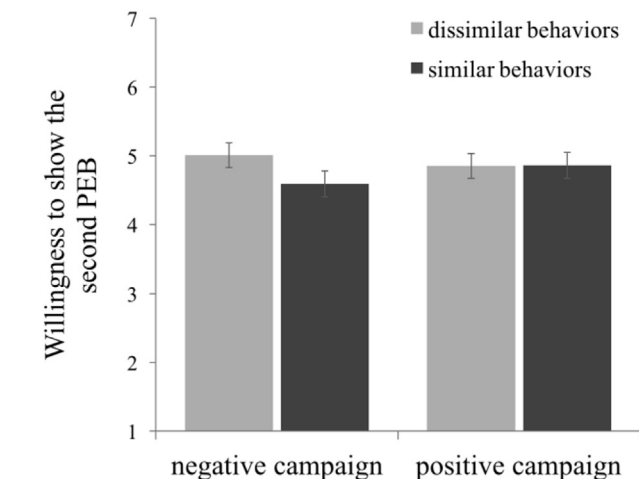 dissimilar behaviors
similar behaviors
Willingness to show the
second PEB
7
6
5
4
3
2
1
negative campaign
positive campaign